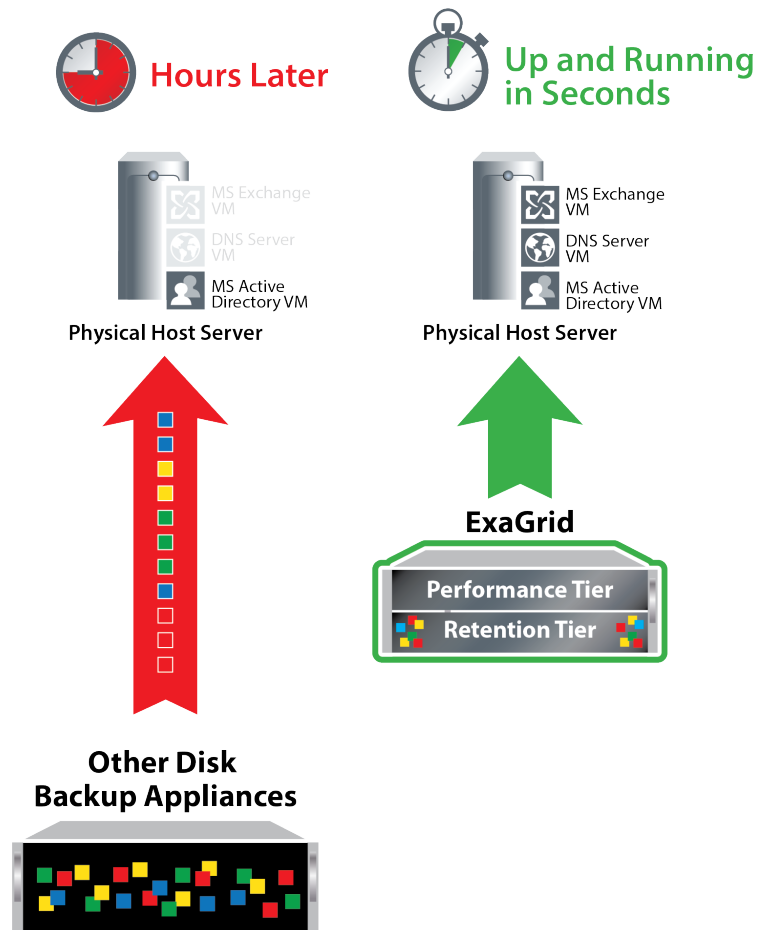 Hours Later
Up and Running
in Seconds
MS Exchange
VM
DNS Server
VM
MS Active
Directory VM
Physical Host Server
MS Exchange
VM
DNS Server
VM
MS Active
Directory VM
Physical Host Server
ExaGrid
Performance Tier
Retention Tier
Other Disk
Backup Appliances